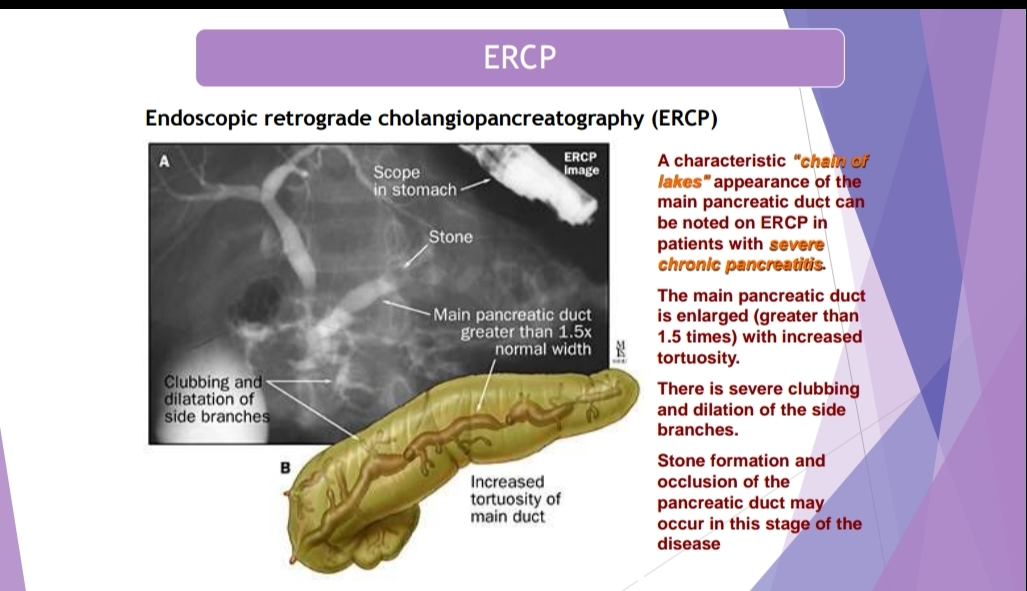 ERCP
Endoscopic retrograde cholangiopancreatography (ERCP)
A
ERCP
Image
Scope
in stomach
Stone
Main pancreatic duct
greater than 1.5x
normal width
Clubbing and
dilatation of
side branches
B
Increased
tortuosity of
main duct
A characteristic "chain of
lakes" appearance of the
main pancreatic duct can
be noted on ERCP in
patients with severe
chronic pancreatitis.
The main pancreatic duct
is enlarged (greater than
1.5 times) with increased
tortuosity.
There is severe clubbing
and dilation of the side
branches.
Stone formation and
occlusion of the
pancreatic duct may
occur in this stage of the
disease